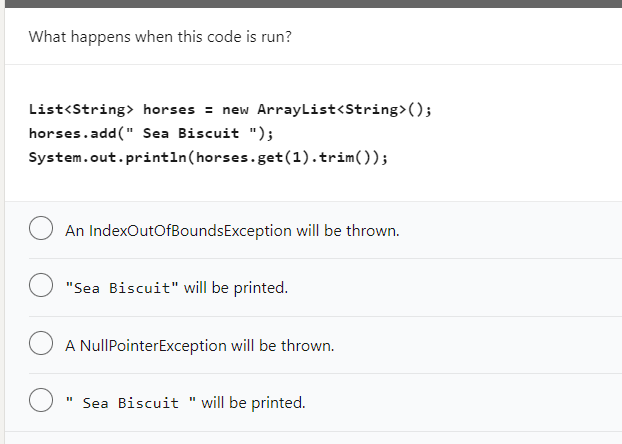 What happens when this code is run?
List<String> horses = new ArrayList<String>();
horses.add(" Sea Biscuit ");
System.out.println(horses.get(1).trim());
An IndexOutOfBoundsException will be thrown.
"Sea Biscuit" will be printed.
A NullPointerException will be thrown.
" Sea Biscuit " will be printed.